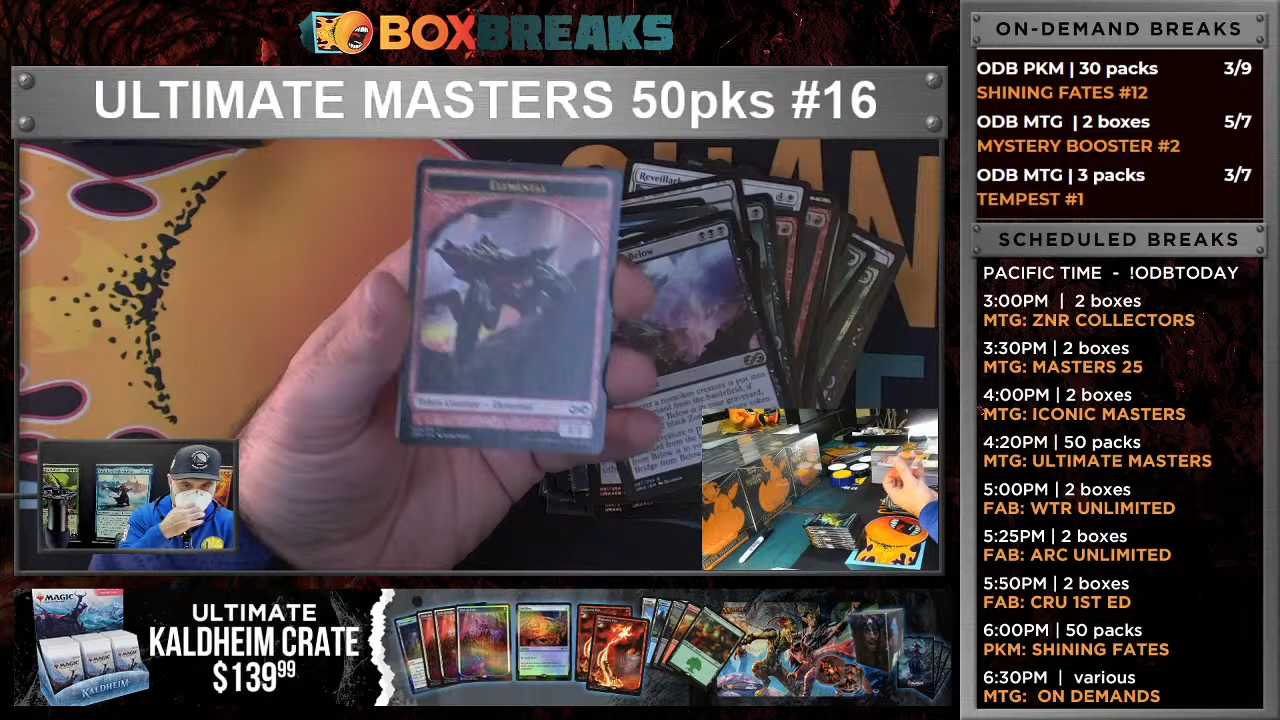 BOXBREAKS
ULTIMATE MASTERS 50pks #16
ELEMENTAL
Token Creature — Elemental
Reveillark
Below
ULTIMATE
KALDHEIM CRATE
$139.99
MAGIC
KALDHEIM
ON-DEMAND BREAKS
ODB PKM | 30 packs 3/9
SHINING FATES #12
ODB MTG | 2 boxes 5/7
MYSTERY BOOSTER #2
ODB MTG | 3 packs 3/7
TEMPEST #1
SCHEDULED BREAKS
PACIFIC TIME - !ODBTODAY
3:00PM | 2 boxes
MTG: ZNR COLLECTORS
3:30PM | 2 boxes
MTG: MASTERS 25
4:00PM | 2 boxes
MTG: ICONIC MASTERS
4:20PM | 50 packs
MTG: ULTIMATE MASTERS
5:00PM | 2 boxes
FAB: WTR UNLIMITED
5:25PM | 2 boxes
FAB: ARC UNLIMITED
5:50PM | 2 boxes
FAB: CRU 1ST ED
6:00PM | 50 packs
PKM: SHINING FATES
6:30PM | various
MTG: ON DEMANDS